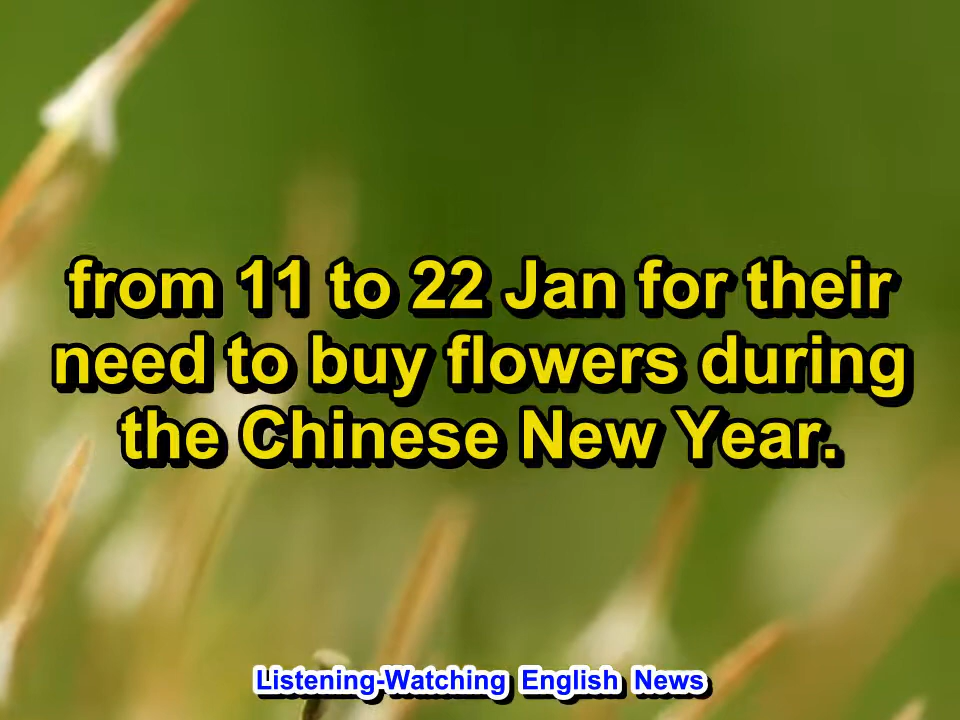 from 11 to 22 Jan for their
need to buy flowers during
the Chinese New Year.
Listening-Watching English News